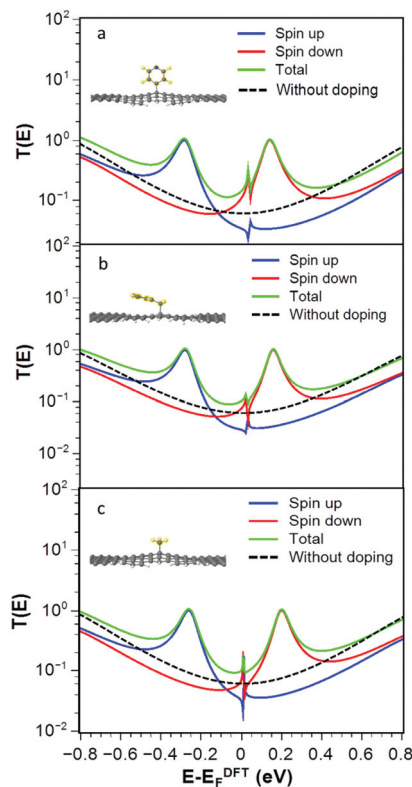 10²
a
Spin up
Spin down
Total
Without doping
10¹
T(E)
10⁰
10⁻¹
10²
b
Spin up
Spin down
Total
Without doping
10¹
T(E)
10⁰
10⁻¹
10⁻²
c
Spin up
Spin down
Total
Without doping
10²
10¹
T(E)
10⁰
10⁻¹
10⁻²
−0.8 −0.6 −0.4 −0.2 0 0.2 0.4 0.6 0.8
E-E_F^DFT (eV)